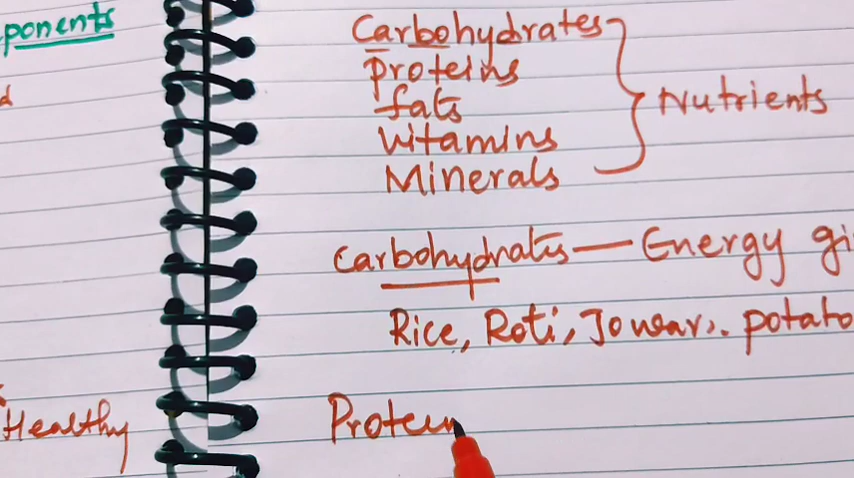 ponents
d
Healthy
Carbohydrates
proteins
fats
vitamins
Minerals
Nutrients
Carbohydrates — Energy gi
Rice, Roti, Jowar, potato
Protein